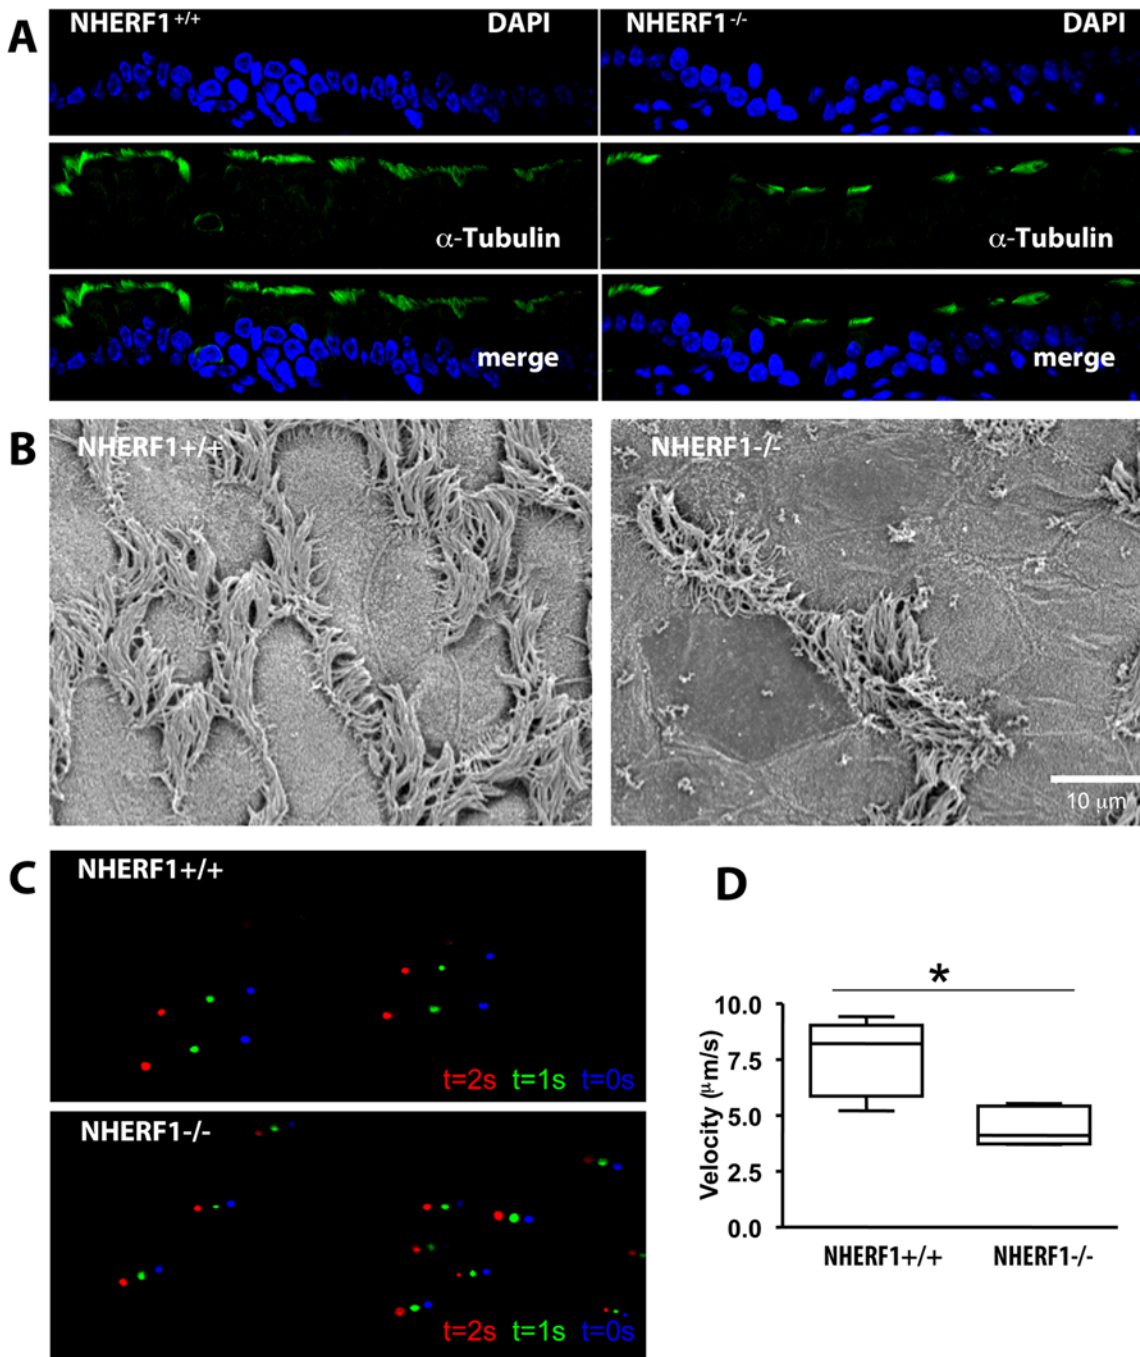 A
NHERF1+/+ DAPI
NHERF1-/- DAPI
α-Tubulin
α-Tubulin
merge
merge
B
NHERF1+/+
NHERF1-/-
10 μm
C
NHERF1+/+
t=2s t=1s t=0s
NHERF1-/-
t=2s t=1s t=0s
D
*
Velocity (μm/s)
10.0
7.5
5.0
2.5
0.0
NHERF1+/+ NHERF1-/-